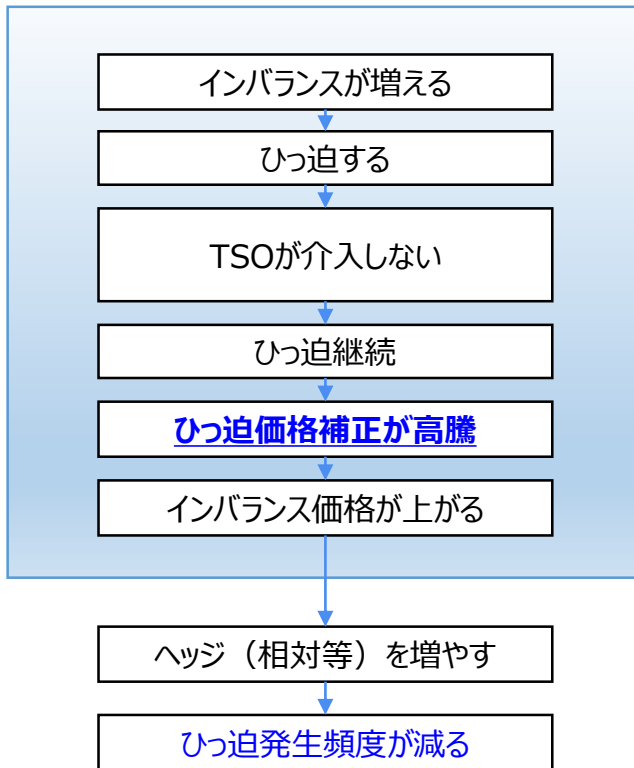 インバランスが増える
ひっ迫する
TSOが介入しない
ひっ迫継続
ひっ迫価格補正が高騰
インバランス価格が上がる
ヘッジ（相対等）を増やす
ひっ迫発生頻度が減る